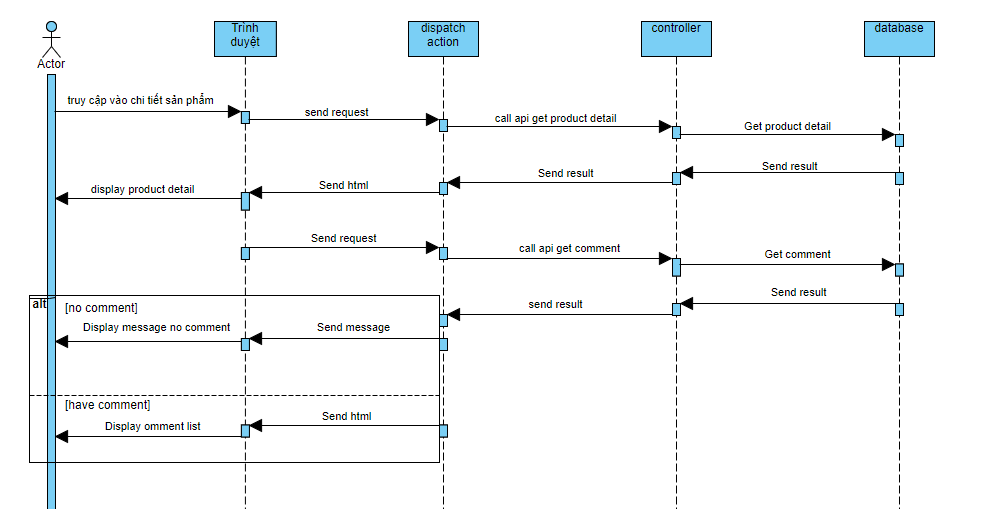 Actor
Trình
duyệt
dispatch
action
controller
database
truy cập vào chi tiết sản phẩm
send request
call api get product detail
Get product detail
Send result
Send result
Send html
display product detail
Send request
call api get comment
Get comment
Send result
send result
alt
[no comment]
Send message
Display message no comment
[have comment]
Send html
Display omment list